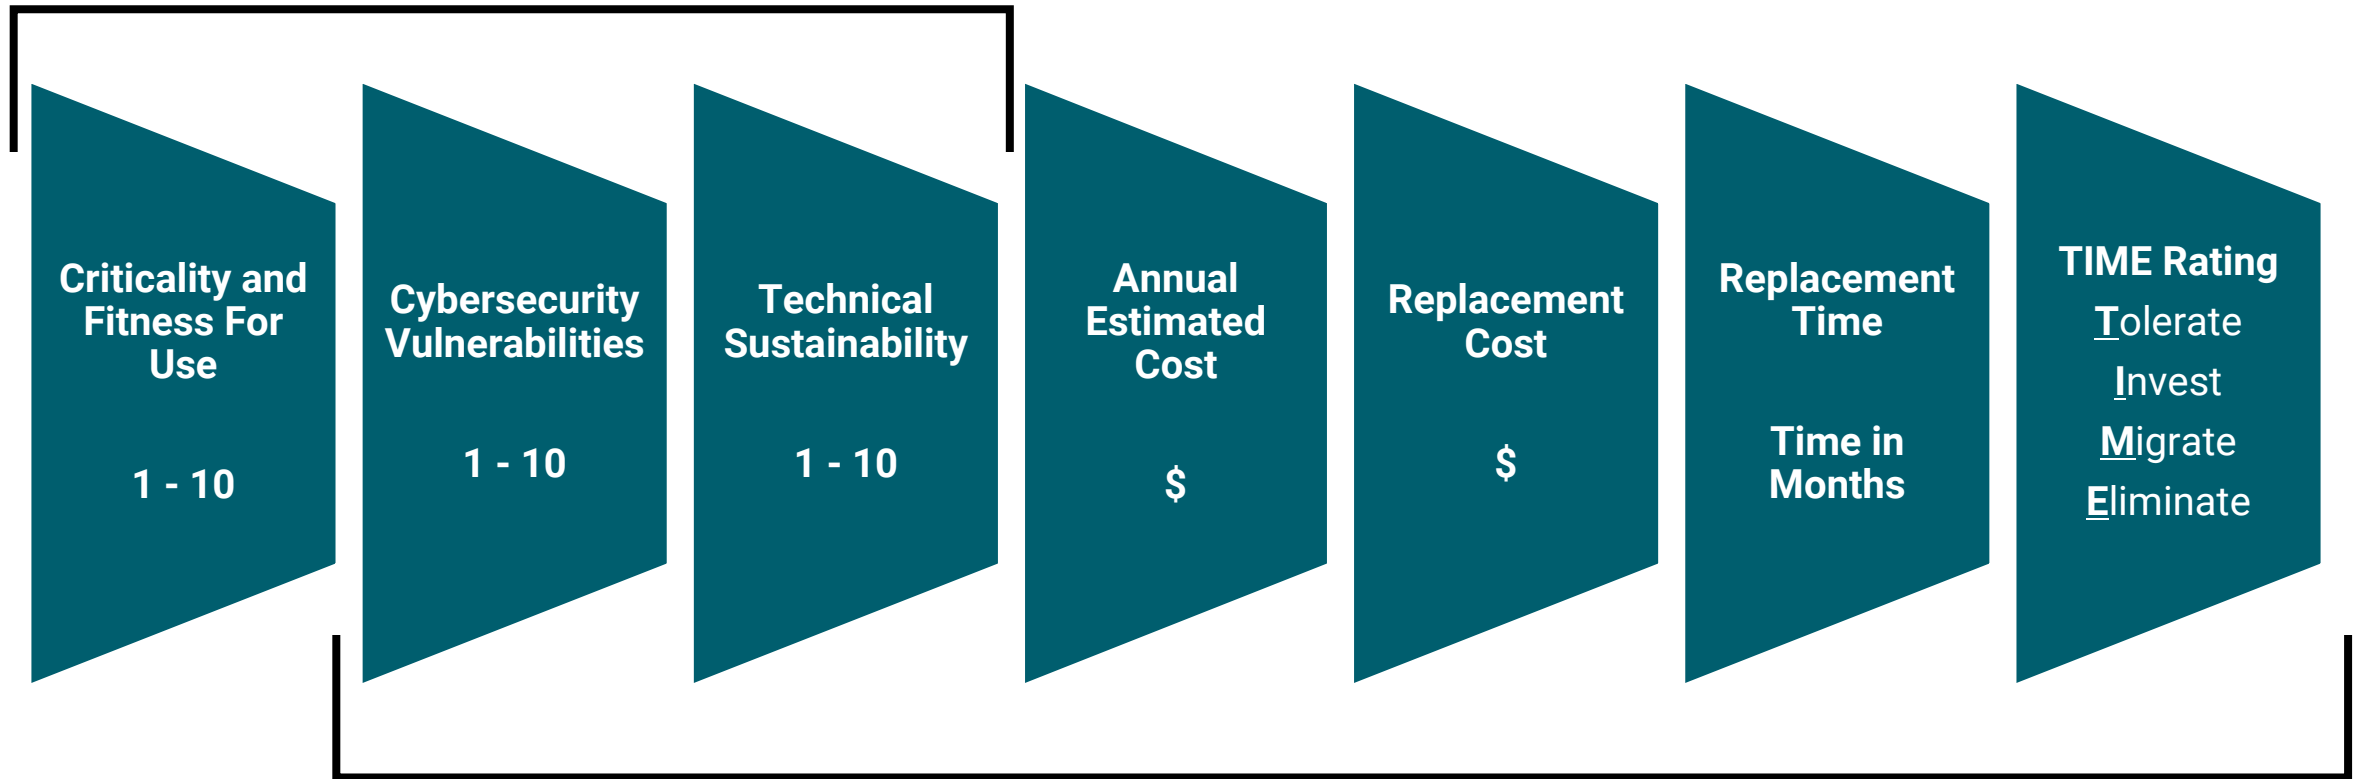 Criticality and
Fitness For
Use
1 - 10
Cybersecurity
Vulnerabilities
1 - 10
Technical
Sustainability
1 - 10
Annual
Estimated
Cost
$
Replacement
Cost
$
Replacement
Time
Time in
Months
TIME Rating
Tolerate
Invest
Migrate
Eliminate